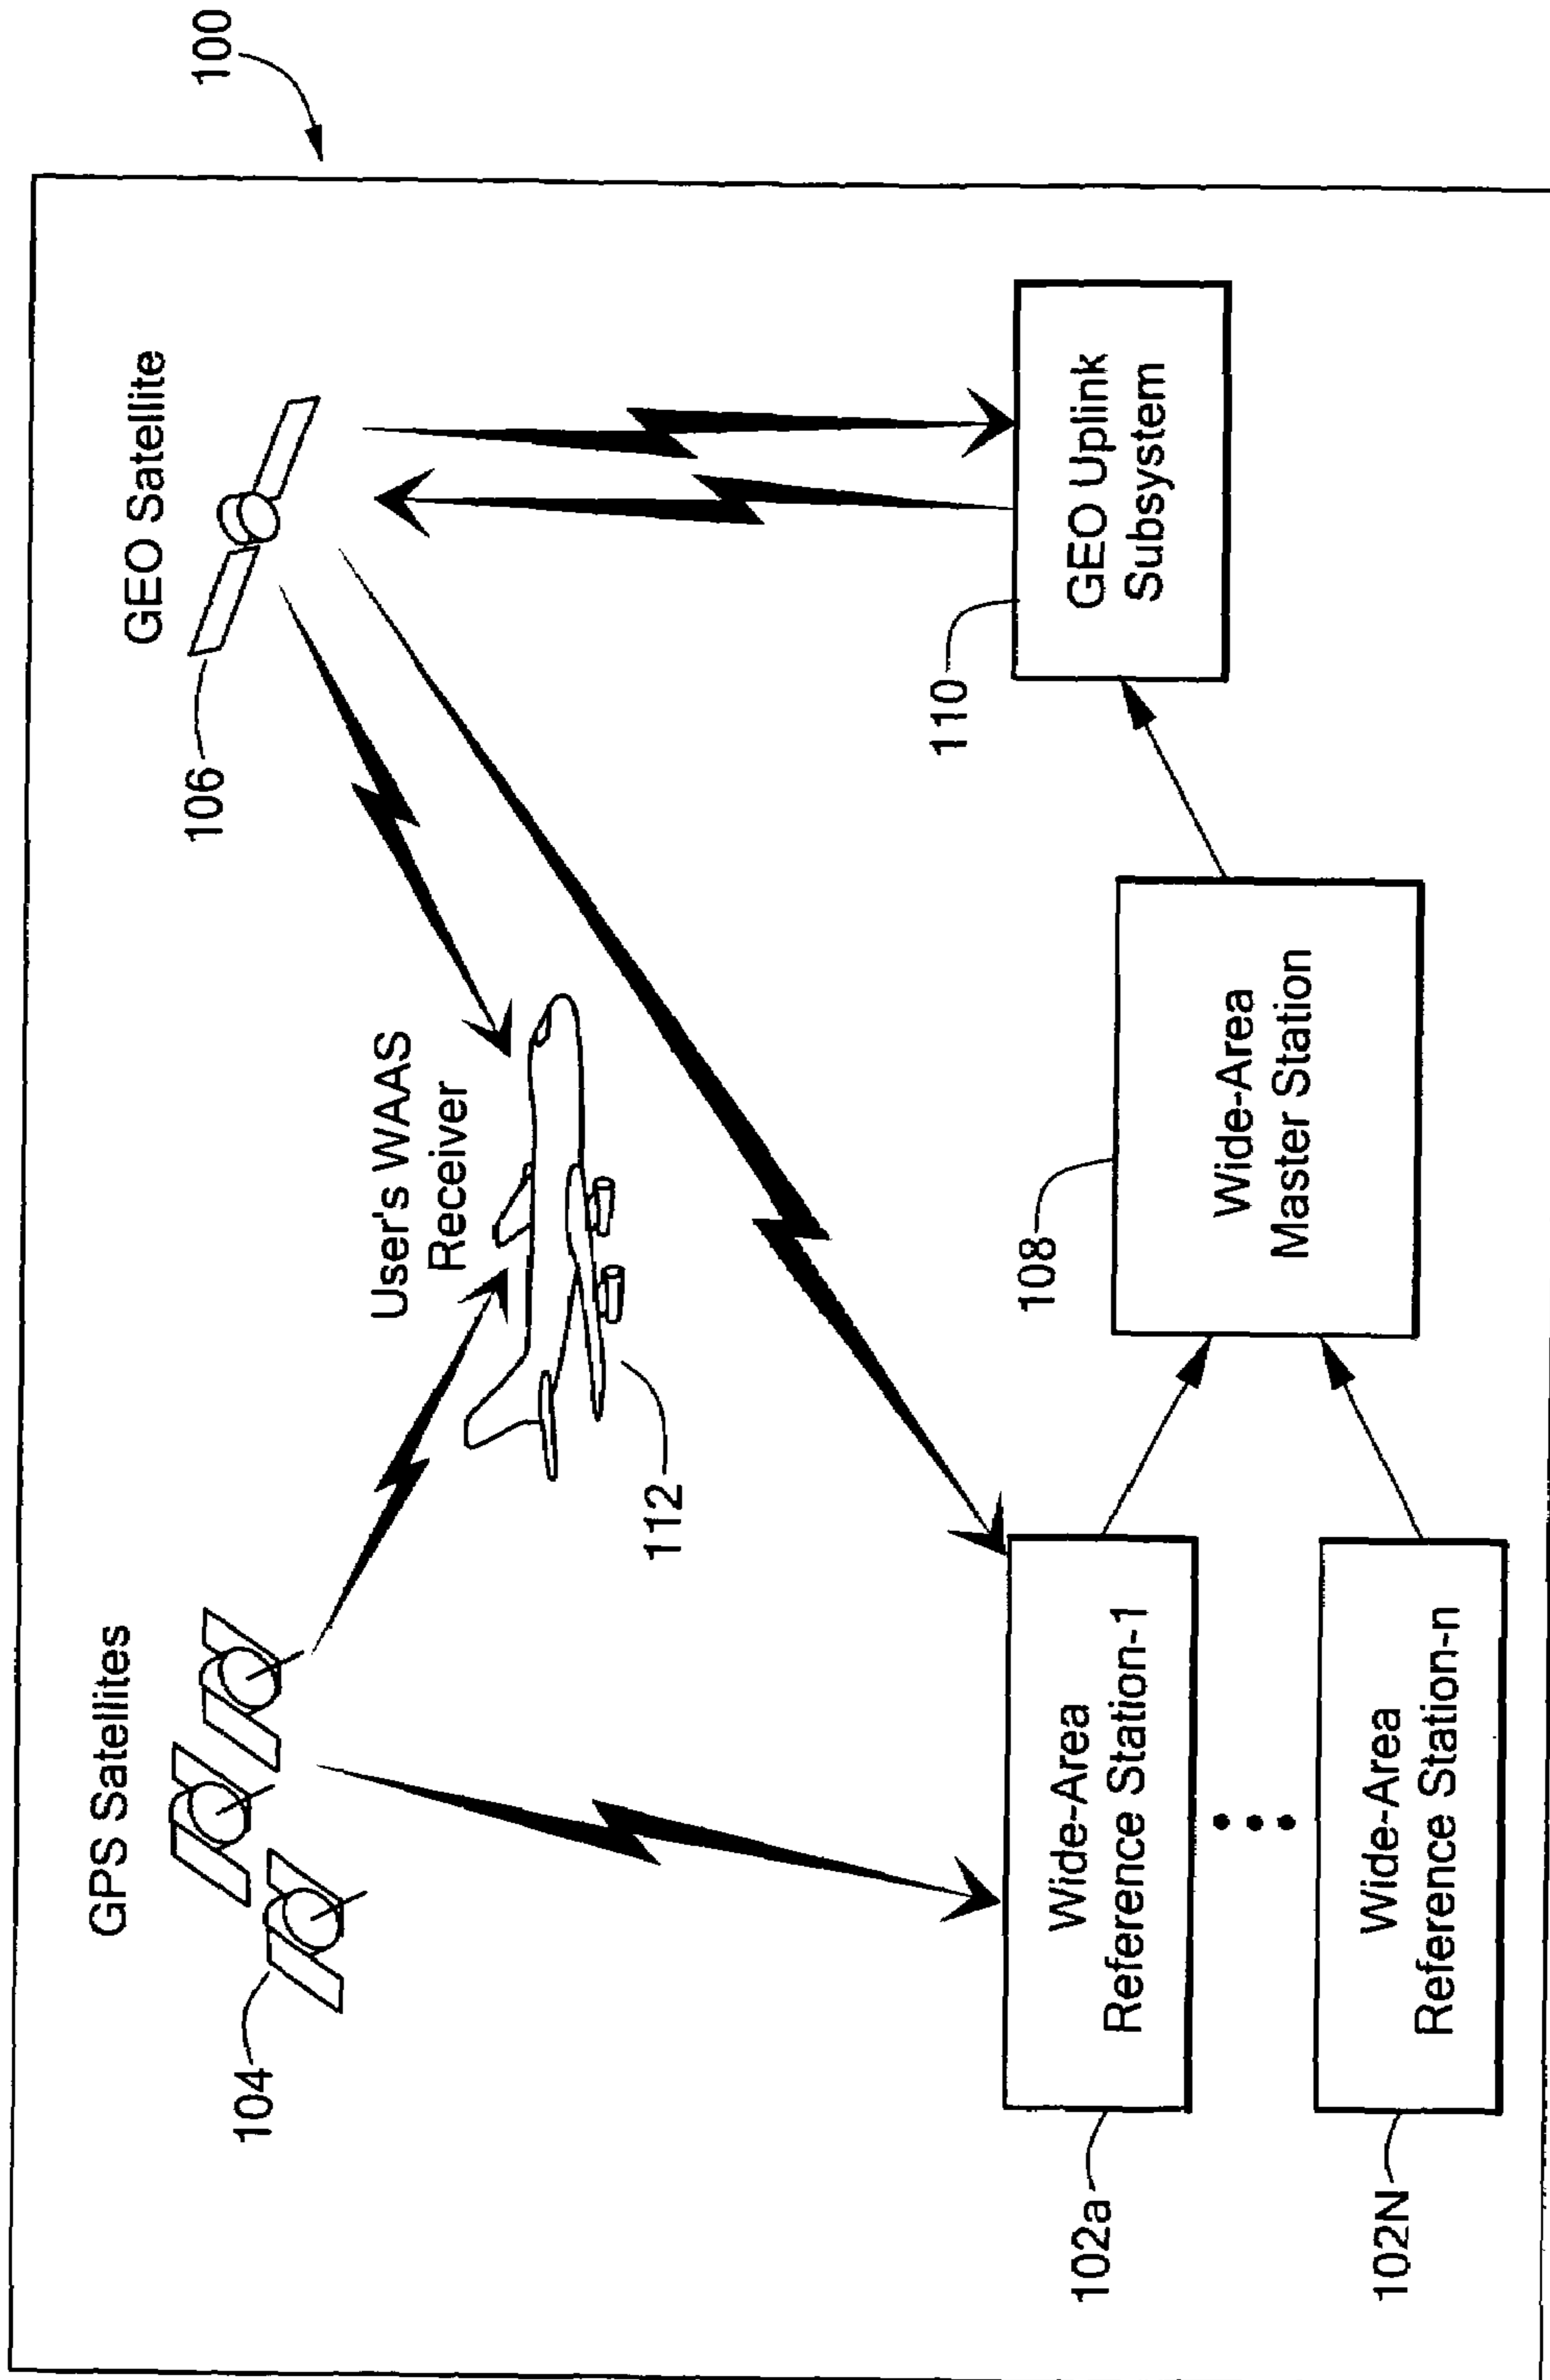 100
GPS Satellites
GEO Satellite
104
106
User's WAAS
Receiver
112
102a
Wide-Area
Reference Station-1
102N
Wide-Area
Reference Station-n
108
Wide-Area
Master Station
110
GEO Uplink
Subsystem